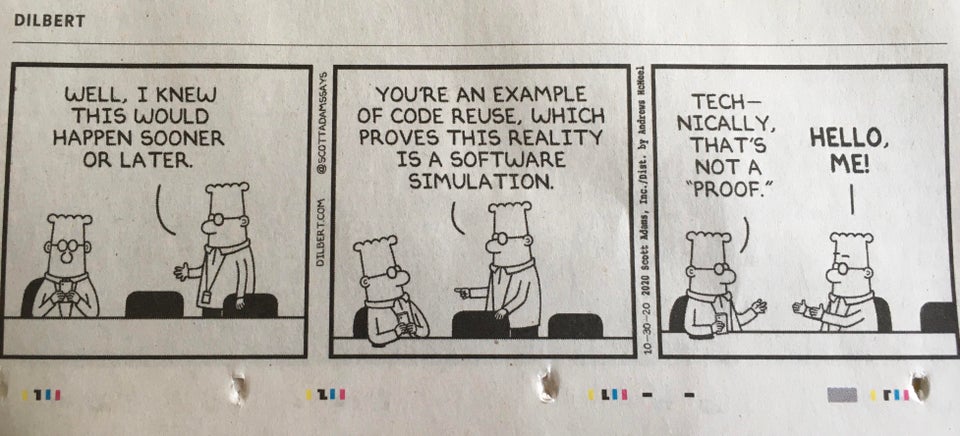 DILBERT
WELL, I KNEW
THIS WOULD
HAPPEN SOONER
OR LATER.
DILBERT.COM @SCOTTADAMSSAYS
YOU'RE AN EXAMPLE
OF CODE REUSE, WHICH
PROVES THIS REALITY
IS A SOFTWARE
SIMULATION.
10-30-20 2020 Scott Adams, Inc./Dist. by Andrews McMeel
TECH-
NICALLY,
THAT'S
NOT A
"PROOF."
HELLO,
ME!